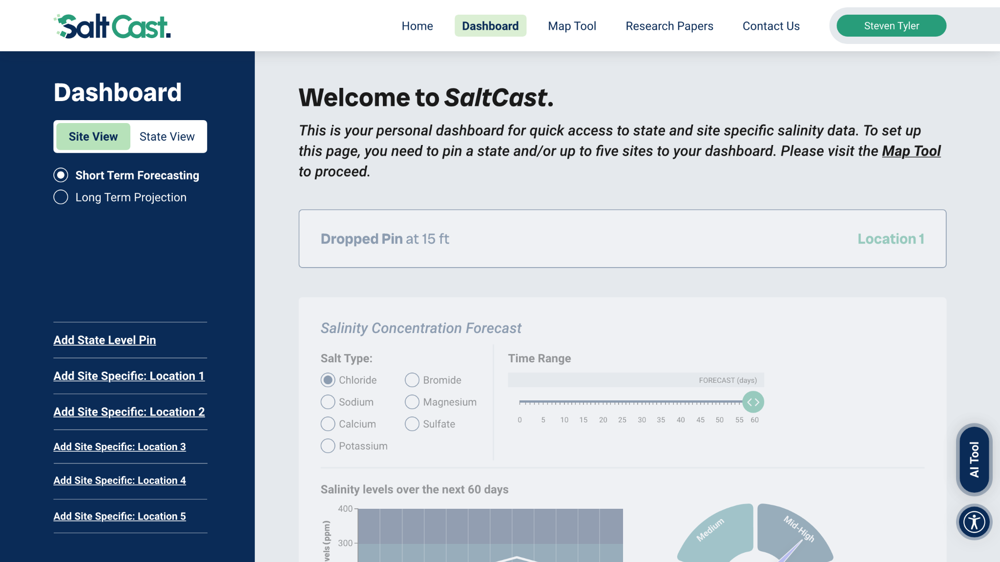 Salt Cast.
Home
Dashboard
Map Tool
Research Papers
Contact Us
Steven Tyler
Dashboard
Site View
State View
Short Term Forecasting
Long Term Projection
Add State Level Pin
Add Site Specific: Location 1
Add Site Specific: Location 2
Add Site Specific: Location 3
Add Site Specific: Location 4
Add Site Specific: Location 5
Welcome to SaltCast.
This is your personal dashboard for quick access to state and site specific salinity data. To set up
this page, you need to pin a state and/or up to five sites to your dashboard. Please visit the Map Tool
to proceed.
Dropped Pin at 15 ft
Location 1
Salinity Concentration Forecast
Salt Type:
Chloride
Bromide
Sodium
Magnesium
Calcium
Sulfate
Potassium
Time Range
FORECAST (days)
0 5 10 15 20 25 30 35 40 45 50 55 60
Salinity levels over the next 60 days
400
300
(ppm)
Medium
Mid-High
AI Tool